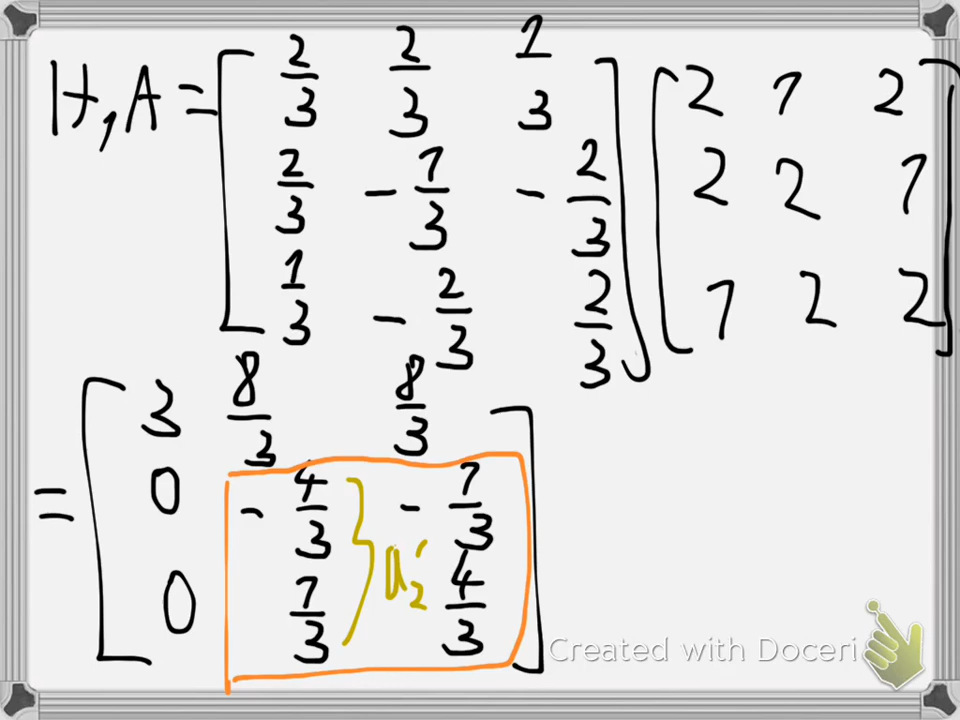 H₁A = [ 2/3 2/3 1/3 ] [ 2 1 2 ]
[ 2/3 -1/3 -2/3 ] [ 2 2 1 ]
[ 1/3 -2/3 2/3 ] [ 1 2 2 ]
= [ 3 8/3 8/3 ]
[ 0 -4/3 -1/3 ]
[ 0 1/3 4/3 ]
} a₂′
Created with Doceri